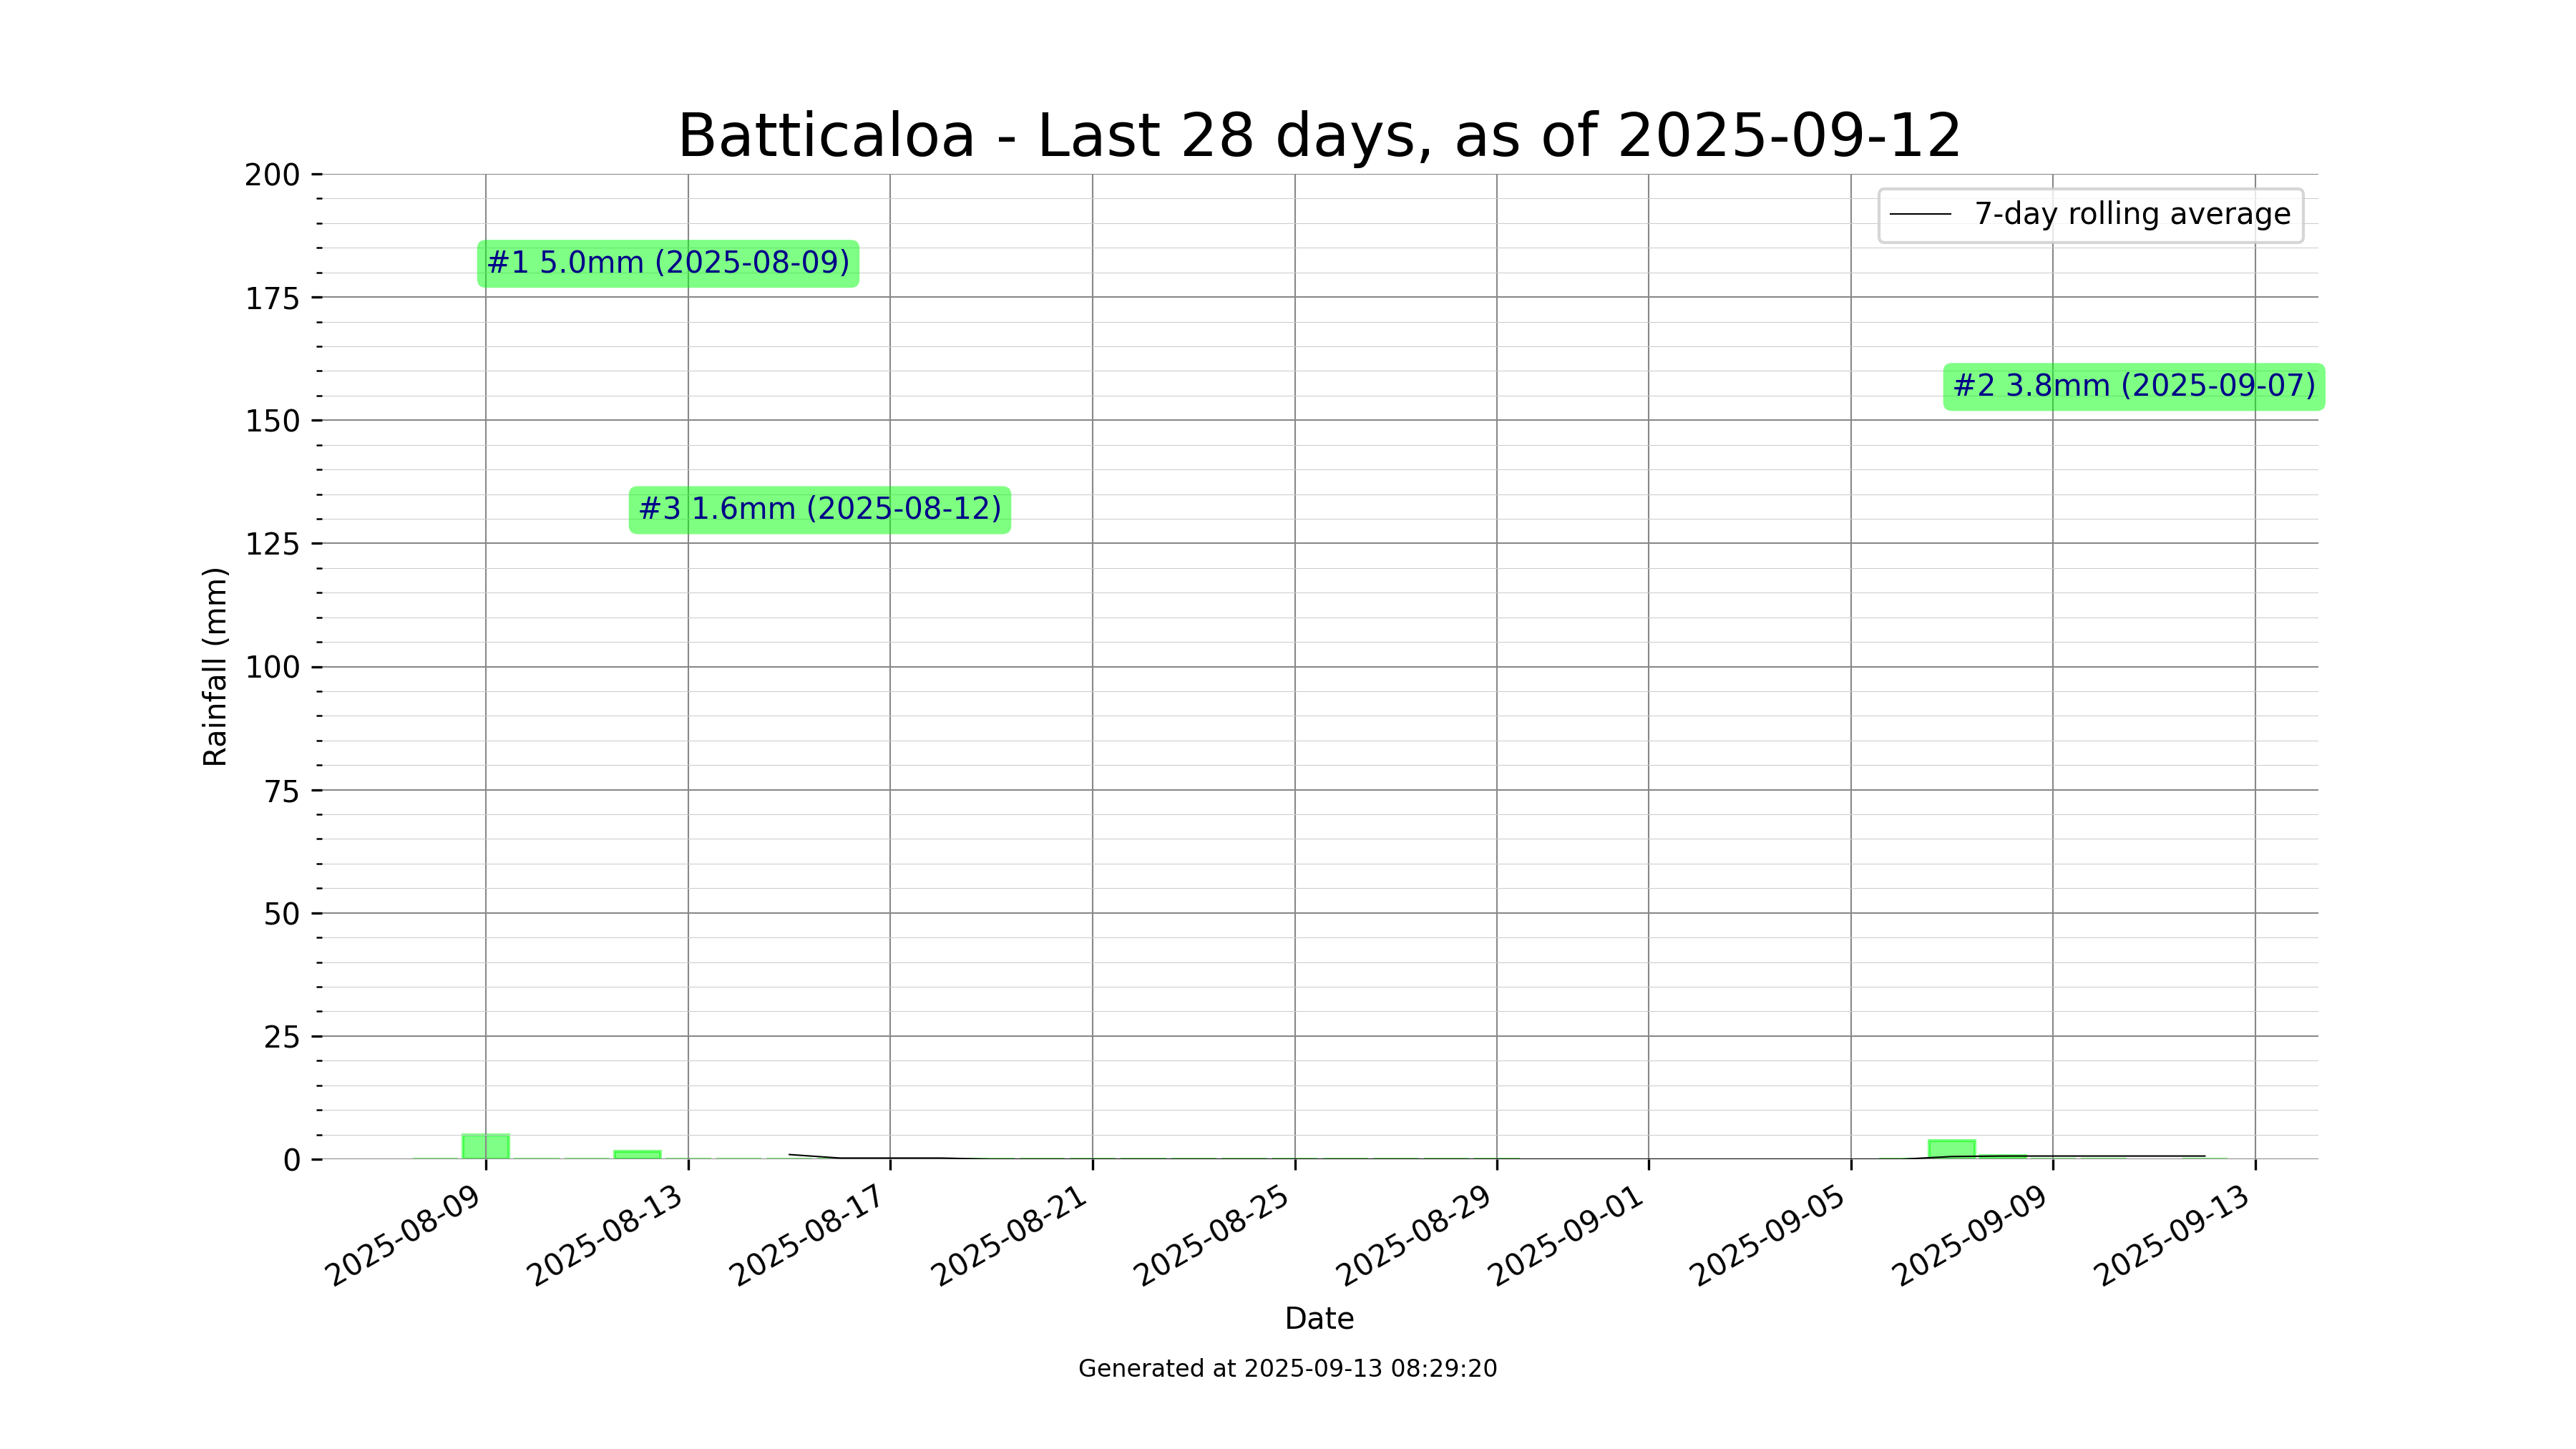 Batticaloa - Last 28 days, as of 2025-09-12
200
175
150
125
100
75
50
25
0
Rainfall (mm)
7-day rolling average
#1 5.0mm (2025-08-09)
#2 3.8mm (2025-09-07)
#3 1.6mm (2025-08-12)
2025-08-09
2025-08-13
2025-08-17
2025-08-21
2025-08-25
2025-08-29
2025-09-01
2025-09-05
2025-09-09
2025-09-13
Date
Generated at 2025-09-13 08:29:20